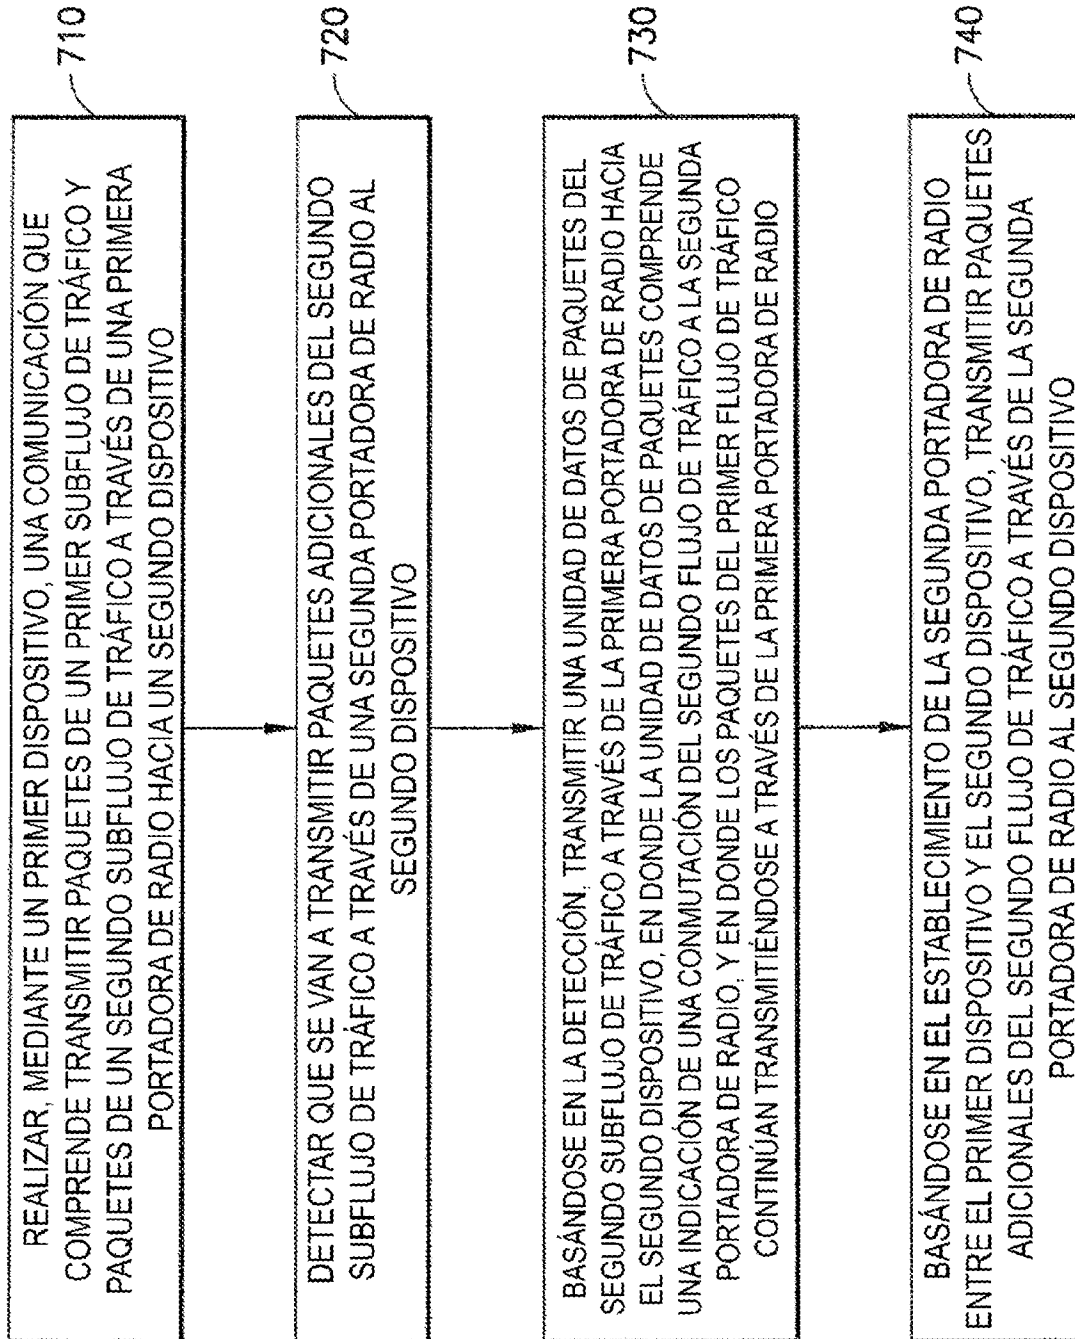 REALIZAR, MEDIANTE UN PRIMER DISPOSITIVO, UNA COMUNICACIÓN QUE
COMPRENDE TRANSMITIR PAQUETES DE UN PRIMER SUBFLUJO DE TRÁFICO Y
PAQUETES DE UN SEGUNDO SUBFLUJO DE TRÁFICO A TRAVÉS DE UNA PRIMERA
PORTADORA DE RADIO HACIA UN SEGUNDO DISPOSITIVO
710
DETECTAR QUE SE VAN A TRANSMITIR PAQUETES ADICIONALES DEL SEGUNDO
SUBFLUJO DE TRÁFICO A TRAVÉS DE UNA SEGUNDA PORTADORA DE RADIO AL
SEGUNDO DISPOSITIVO
720
BASÁNDOSE EN LA DETECCIÓN, TRANSMITIR UNA UNIDAD DE DATOS DE PAQUETES DEL
SEGUNDO SUBFLUJO DE TRÁFICO A TRAVÉS DE LA PRIMERA PORTADORA DE RADIO HACIA
EL SEGUNDO DISPOSITIVO, EN DONDE LA UNIDAD DE DATOS DE PAQUETES COMPRENDE
UNA INDICACIÓN DE UNA CONMUTACIÓN DEL SEGUNDO FLUJO DE TRÁFICO A LA SEGUNDA
PORTADORA DE RADIO, Y EN DONDE LOS PAQUETES DEL PRIMER FLUJO DE TRÁFICO
CONTINÚAN TRANSMITIÉNDOSE A TRAVÉS DE LA PRIMERA PORTADORA DE RADIO
730
BASÁNDOSE EN EL ESTABLECIMIENTO DE LA SEGUNDA PORTADORA DE RADIO
ENTRE EL PRIMER DISPOSITIVO Y EL SEGUNDO DISPOSITIVO, TRANSMITIR PAQUETES
ADICIONALES DEL SEGUNDO FLUJO DE TRÁFICO A TRAVÉS DE LA SEGUNDA
PORTADORA DE RADIO AL SEGUNDO DISPOSITIVO
740